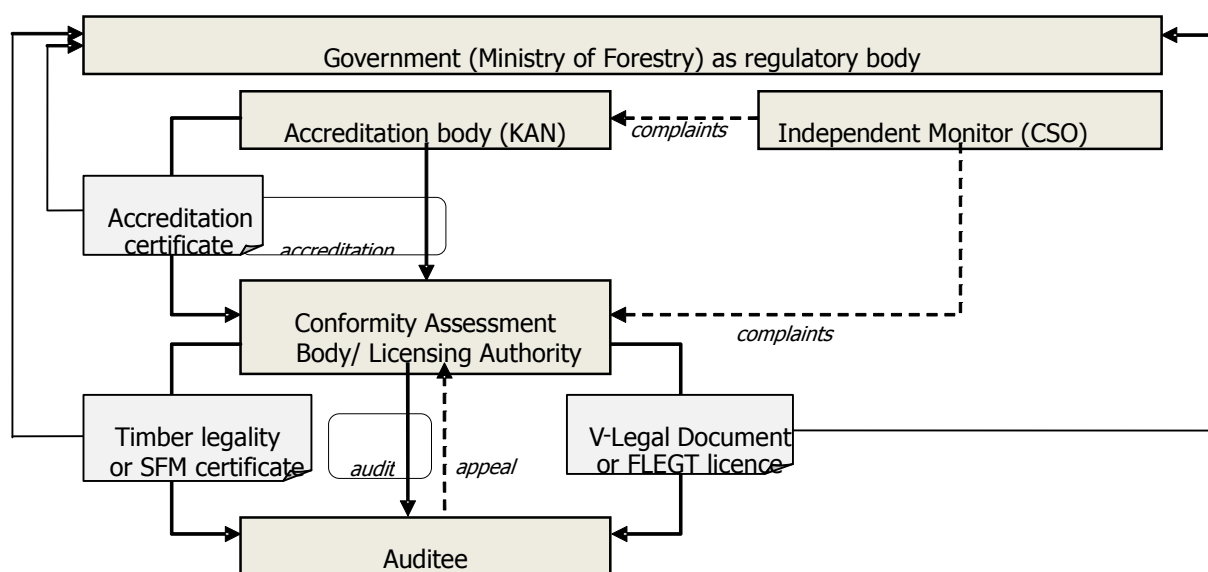 Government (Ministry of Forestry) as regulatory body
Accreditation body (KAN)
complaints
Independent Monitor (CSO)
Accreditation
certificate
accreditation
Conformity Assessment
Body/ Licensing Authority
complaints
Timber legality
or SFM certificate
audit
appeal
V-Legal Document
or FLEGT licence
Auditee